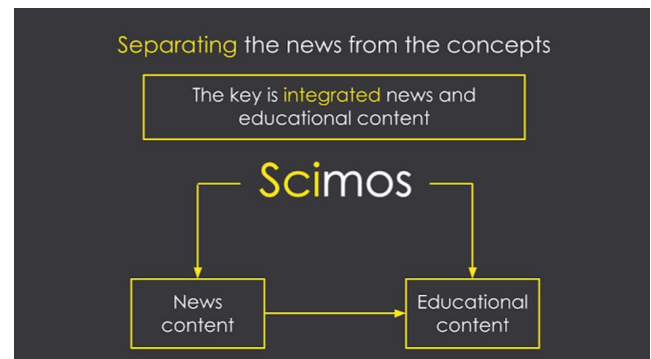 Separating the news from the concepts
The key is integrated news and
educational content
Scimos
News
content
Educational
content